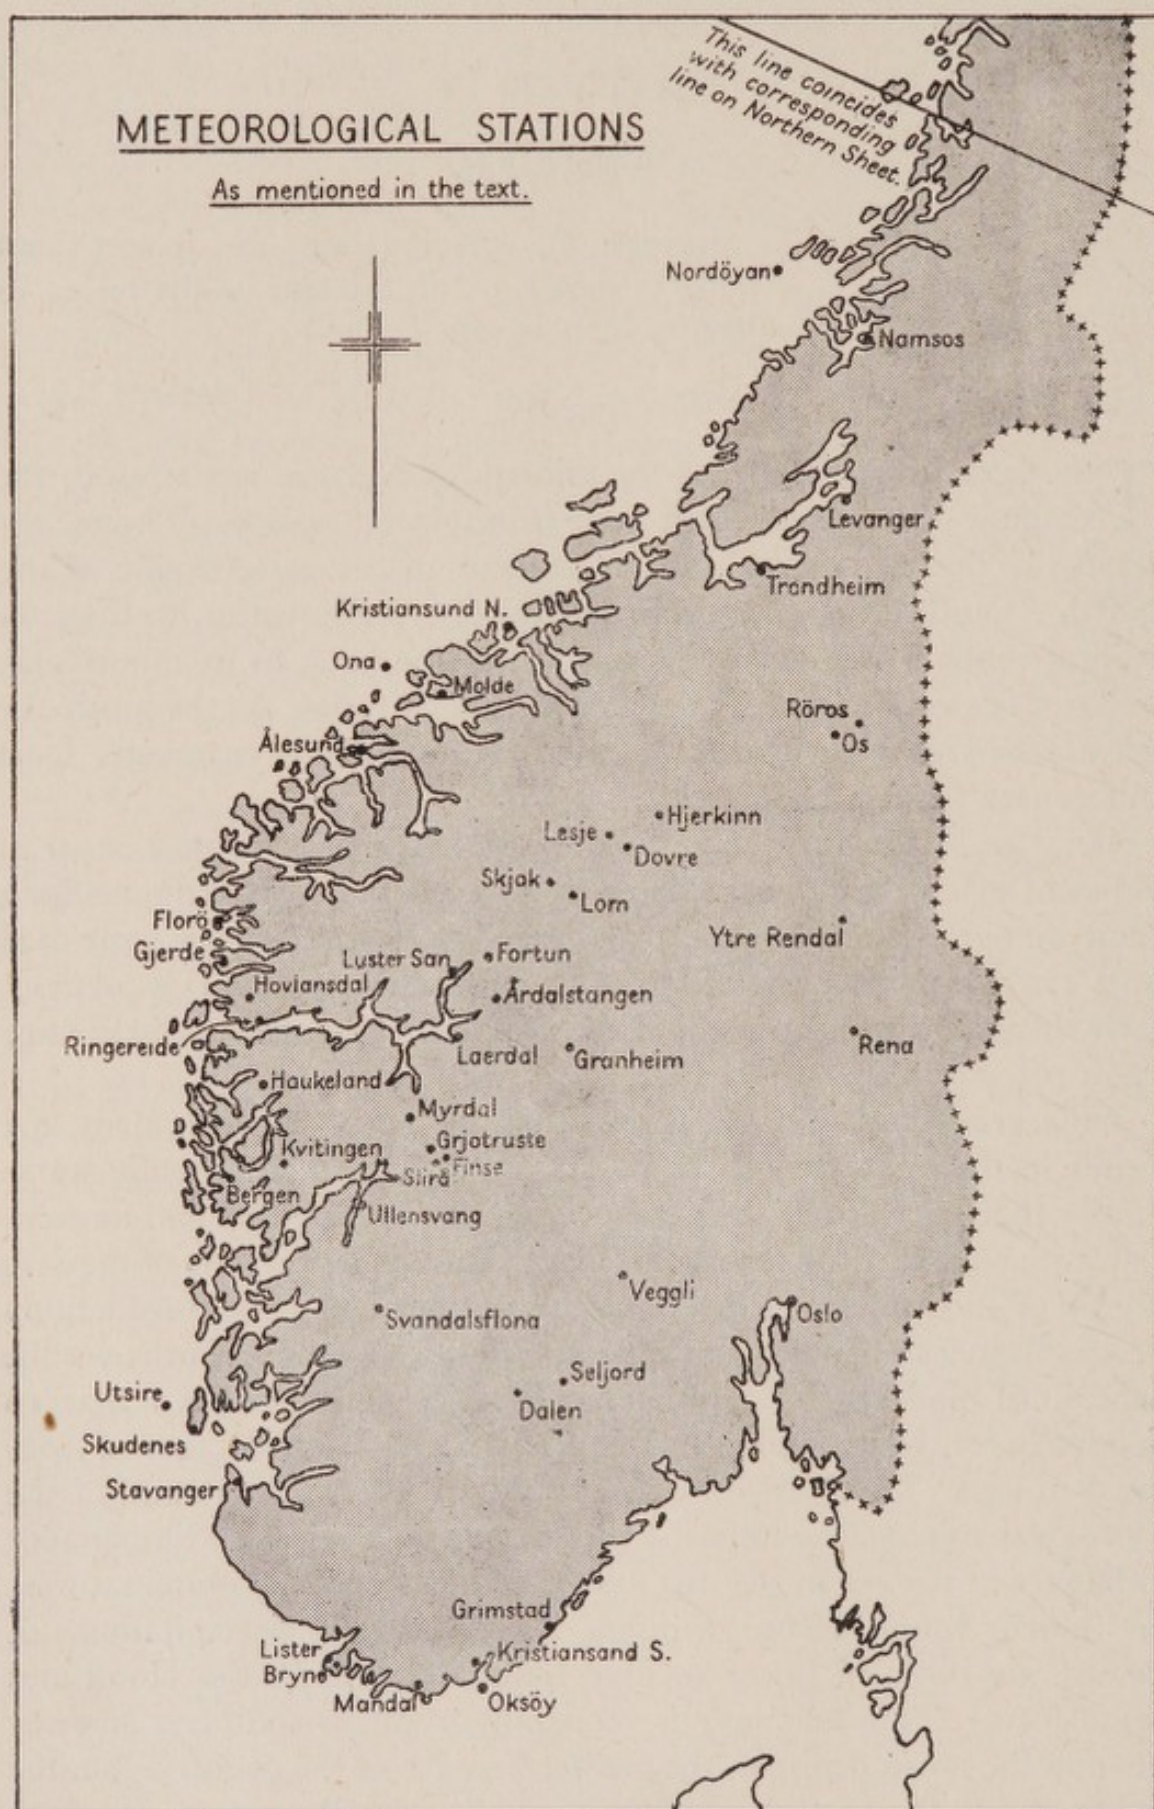 METEOROLOGICAL STATIONS
As mentioned in the text.
This line coincides
with corresponding
line on Northern Sheet.
Nordöyan
Namsos
Levanger
Trondheim
Kristiansund N.
Ona
Molde
Röros
Os
Ålesund
Hjerkinn
Lesje
Dovre
Skjak
Lom
Florö
Ytre Rendal
Gjerde
Luster San
Fortun
Hovlansdal
Årdalstangen
Ringereide
Laerdal
Granheim
Rena
Haukeland
Myrdal
Grjotruste
Kvitingen
Finse
Slirå
Bergen
Ullensvang
Veggli
Oslo
Svandalsflona
Seljord
Utsire
Dalen
Skudenes
Stavanger
Grimstad
Lister
Kristiansand S.
Bryne
Mandal
Oksöy